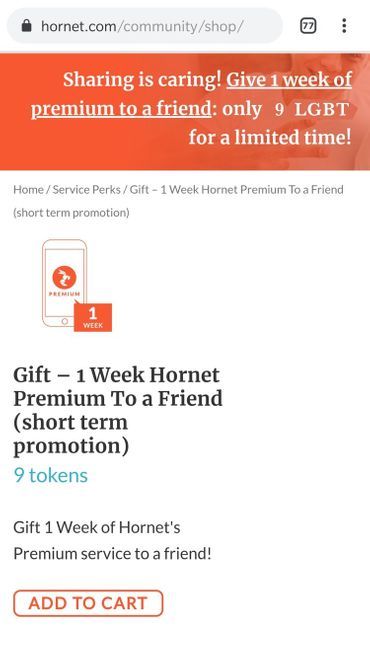 hornet.com/community/shop/
77
Sharing is caring! Give 1 week of
premium to a friend: only 9 LGBT
for a limited time!
Home / Service Perks / Gift – 1 Week Hornet Premium To a Friend
(short term promotion)
PREMIUM
1
WEEK
Gift – 1 Week Hornet
Premium To a Friend
(short term
promotion)
9 tokens
Gift 1 Week of Hornet's
Premium service to a friend!
ADD TO CART